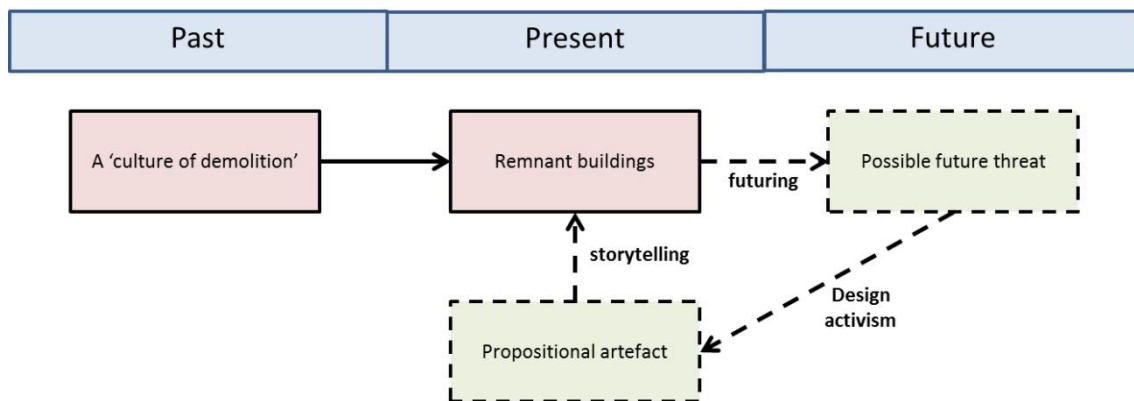 Past
Present
Future
A ‘culture of demolition’
Remnant buildings
futuring
Possible future threat
storytelling
Design
activism
Propositional artefact